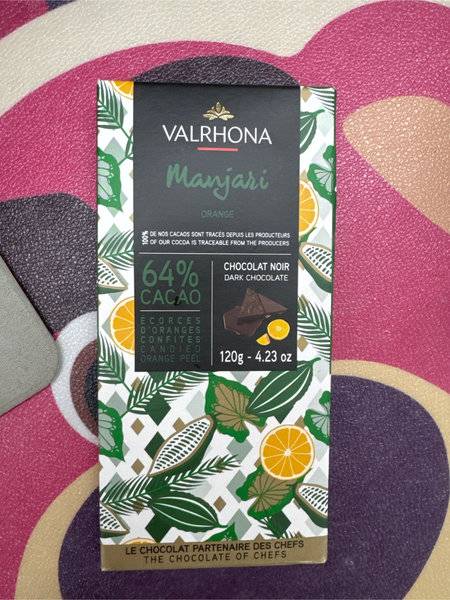 VALRHONA
Manjari
ORANGE
100% DE NOS CACAOS SONT TRACÉS DEPUIS LES PRODUCTEURS
OF OUR COCOA IS TRACEABLE FROM THE PRODUCERS
64%
CACAO
ÉCORCES
D'ORANGES
CONFITES
CANDIED
ORANGE PEEL
CHOCOLAT NOIR
DARK CHOCOLATE
120g - 4.23 oz
LE CHOCOLAT PARTENAIRE DES CHEFS
THE CHOCOLATE OF CHEFS